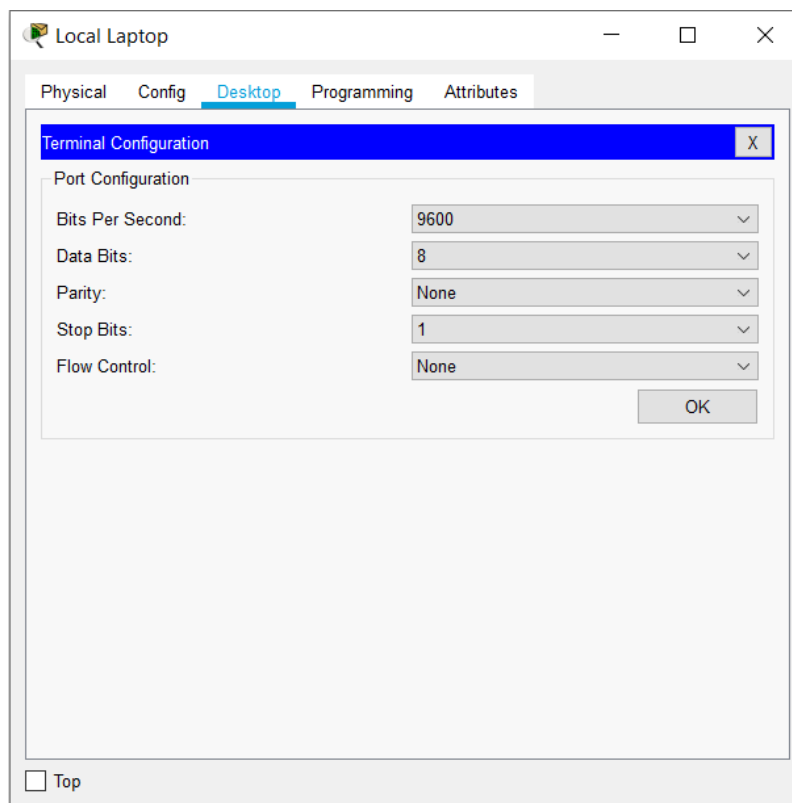 Local Laptop
Physical Config Desktop Programming Attributes
Terminal Configuration X
Port Configuration
Bits Per Second: 9600
Data Bits: 8
Parity: None
Stop Bits: 1
Flow Control: None
OK
Top